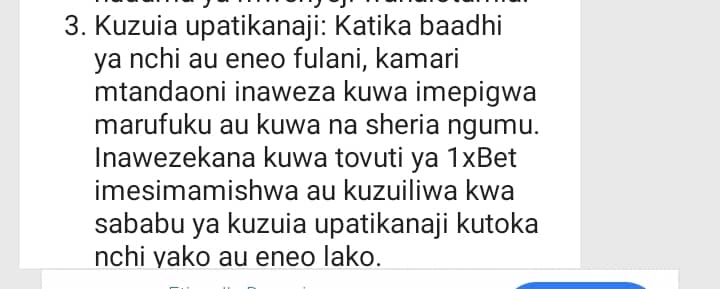 3. Kuzuia upatikanaji: Katika baadhi
ya nchi au eneo fulani, kamari
mtandaoni inaweza kuwa imepigwa
marufuku au kuwa na sheria ngumu.
Inawezekana kuwa tovuti ya 1xBet
imesimamishwa au kuzuiliwa kwa
sababu ya kuzuia upatikanaji kutoka
nchi yako au eneo lako.